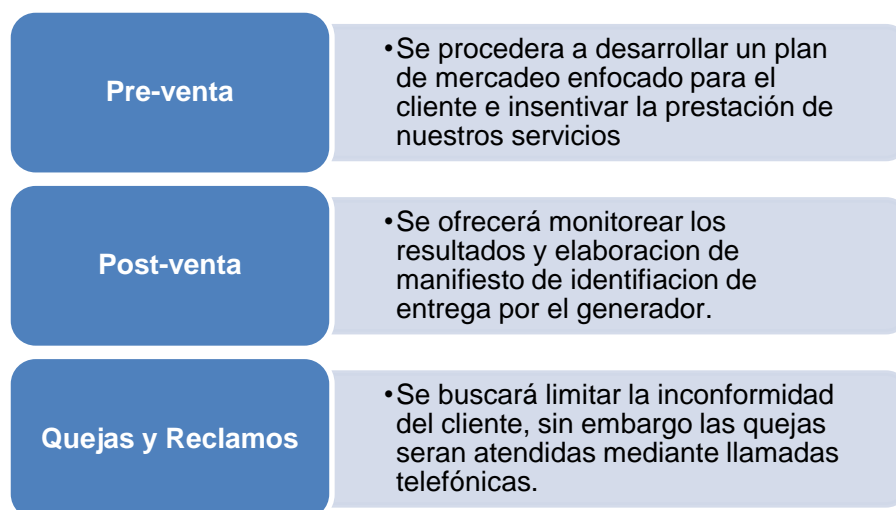 Pre-venta
•Se procedera a desarrollar un plan
de mercadeo enfocado para el
cliente e insentivar la prestación de
nuestros servicios
Post-venta
•Se ofrecerá monitorear los
resultados y elaboracion de
manifiesto de identifiacion de
entrega por el generador.
Quejas y Reclamos
•Se buscará limitar la inconformidad
del cliente, sin embargo las quejas
seran atendidas mediante llamadas
telefónicas.